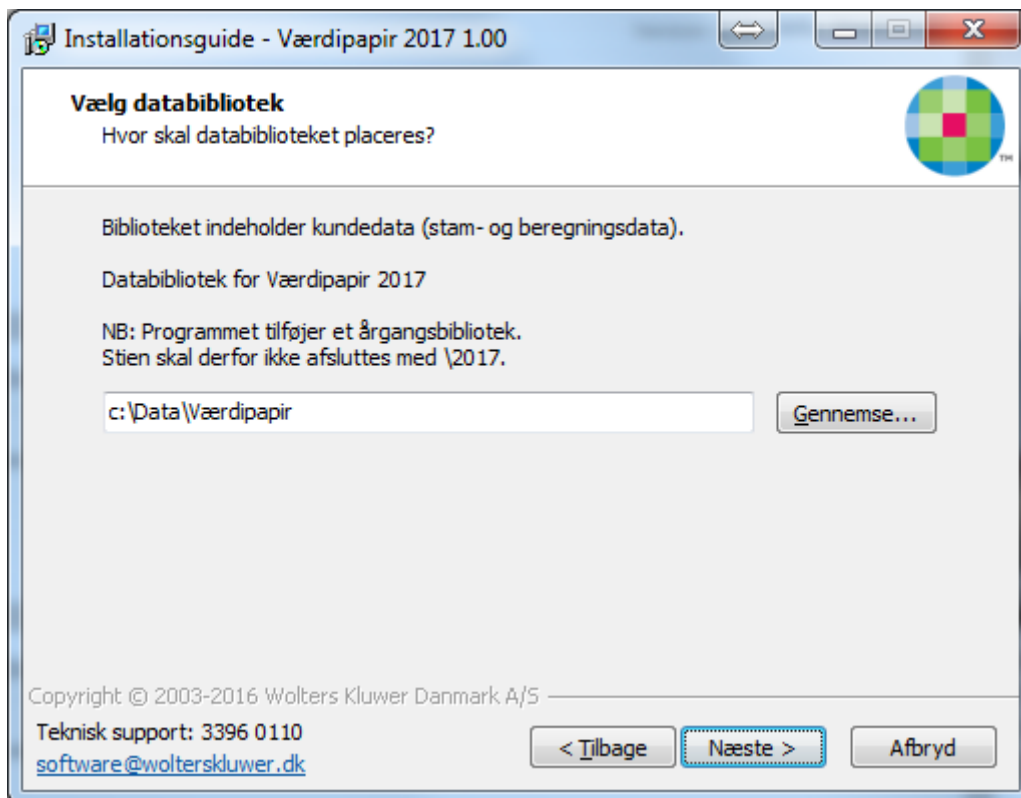 Installationsguide - Værdipapir 2017 1.00
Vælg databibliotek
Hvor skal databiblioteket placeres?
TM
Biblioteket indeholder kundedata (stam- og beregningsdata).
Databibliotek for Værdipapir 2017
NB: Programmet tilføjer et årgangsbibliotek.
Stien skal derfor ikke afsluttes med \2017.
c:\Data\Værdipapir
Gennemse...
Copyright © 2003-2016 Wolters Kluwer Danmark A/S
Teknisk support: 3396 0110
software@wolterskluwer.dk
< Tilbage
Næste >
Afbryd